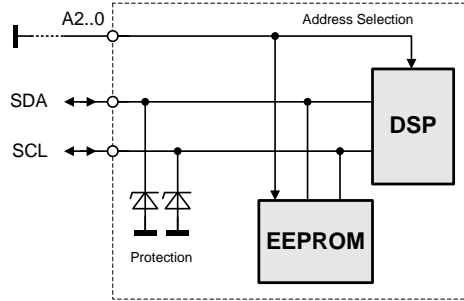 A2..0
Address Selection
SDA
DSP
SCL
EEPROM
Protection